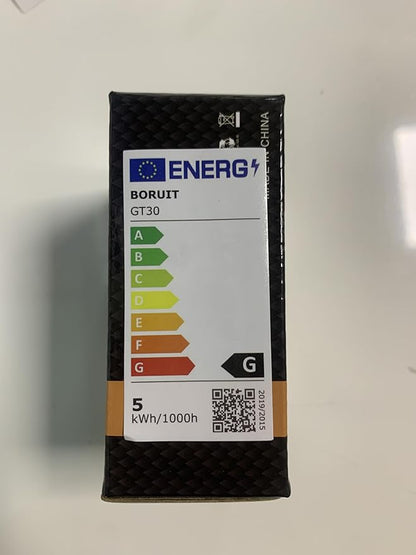 ENERG
BORUIT
GT30
A
B
C
D
E
F
G
G
5
kWh/1000h
2019/2015
MADE IN CHINA